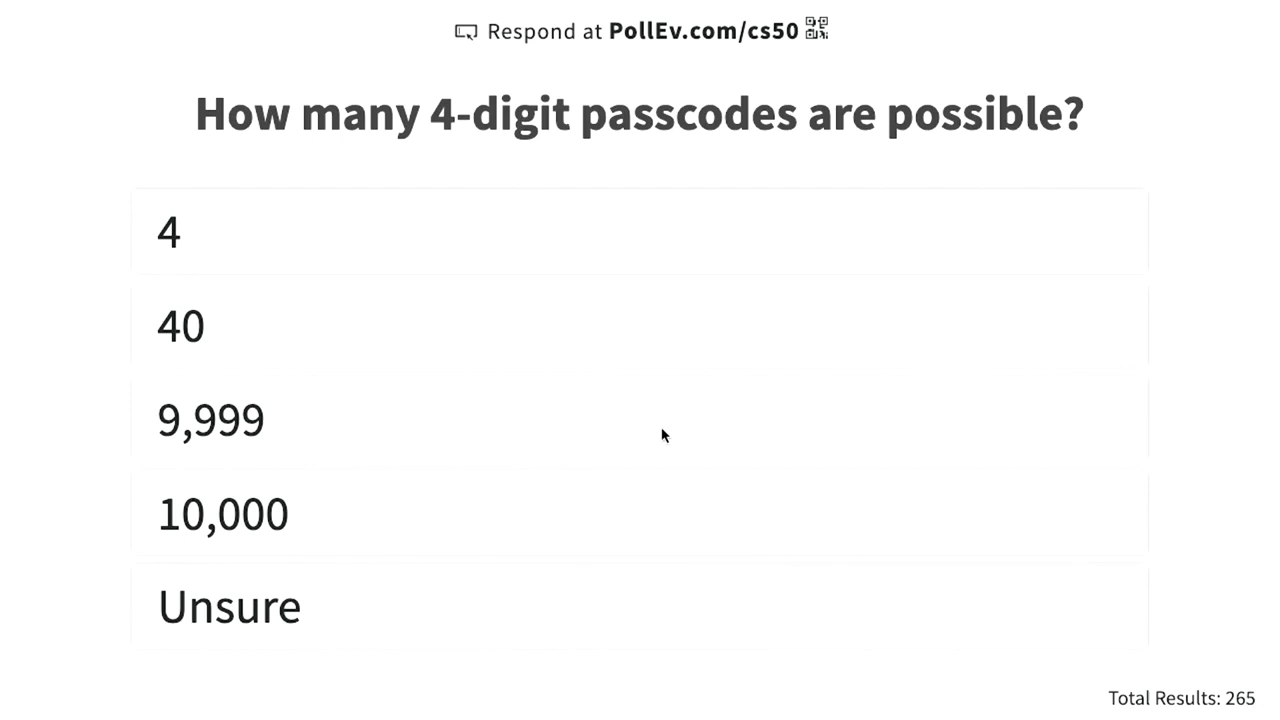 Respond at PollEv.com/cs50
How many 4-digit passcodes are possible?
4
40
9,999
10,000
Unsure
Total Results: 265